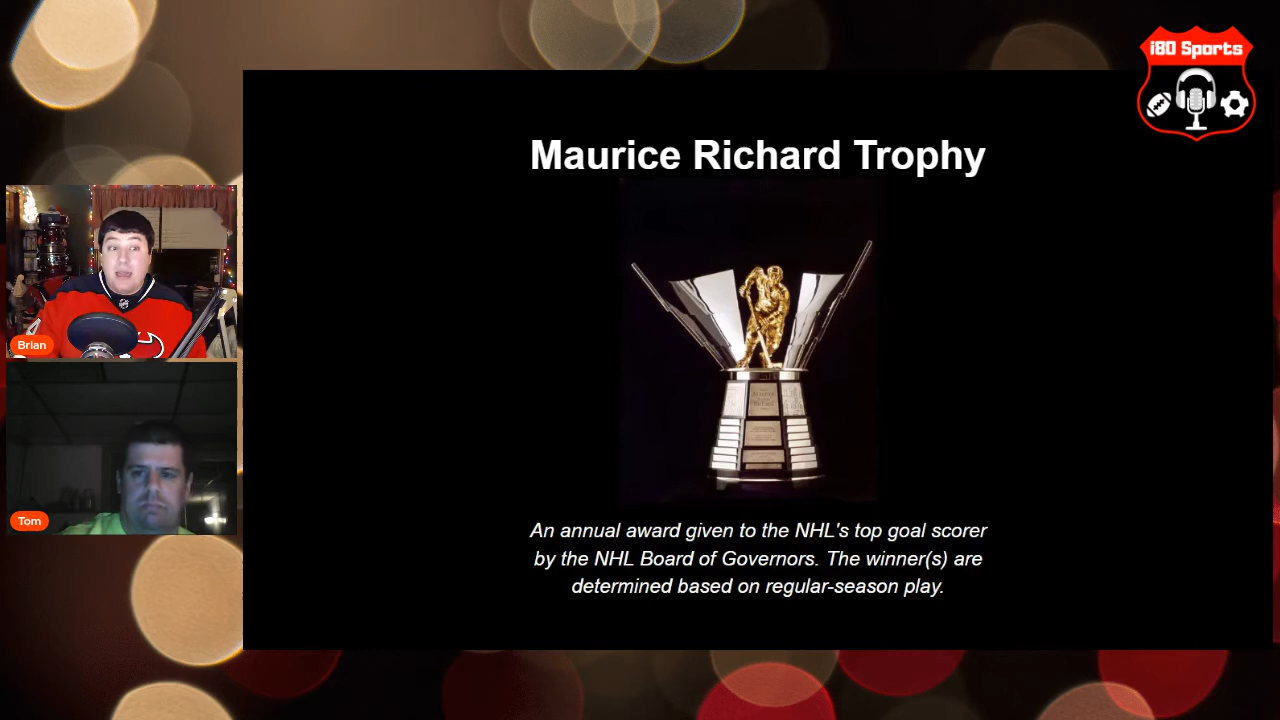 i80 Sports
Maurice Richard Trophy
Brian
Tom
An annual award given to the NHL's top goal scorer
by the NHL Board of Governors. The winner(s) are
determined based on regular-season play.